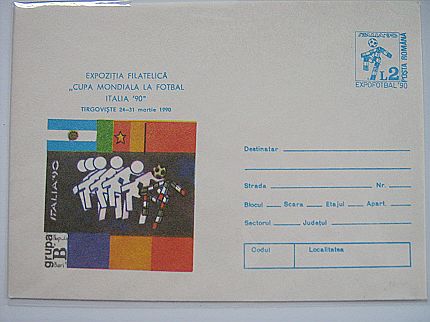 EXPOZIȚIA FILATELICĂ
„CUPA MONDIALA LA FOTBAL
ITALIA '90"
TIRGOVIȘTE 24-31 martie 1990
POSTA ROMÂNĂ
L2
EXPOFOTBAL '90
ITALIA '90
grupa
B
Destinatar
Strada Nr.
Blocul Scara Etajul Apart.
Sectorul Județul
Codul Localitatea